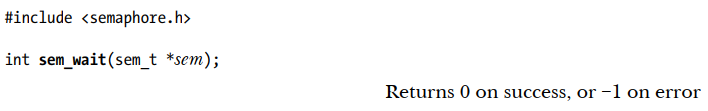 #include <semaphore.h>
int sem_wait(sem_t *sem);
Returns 0 on success, or −1 on error